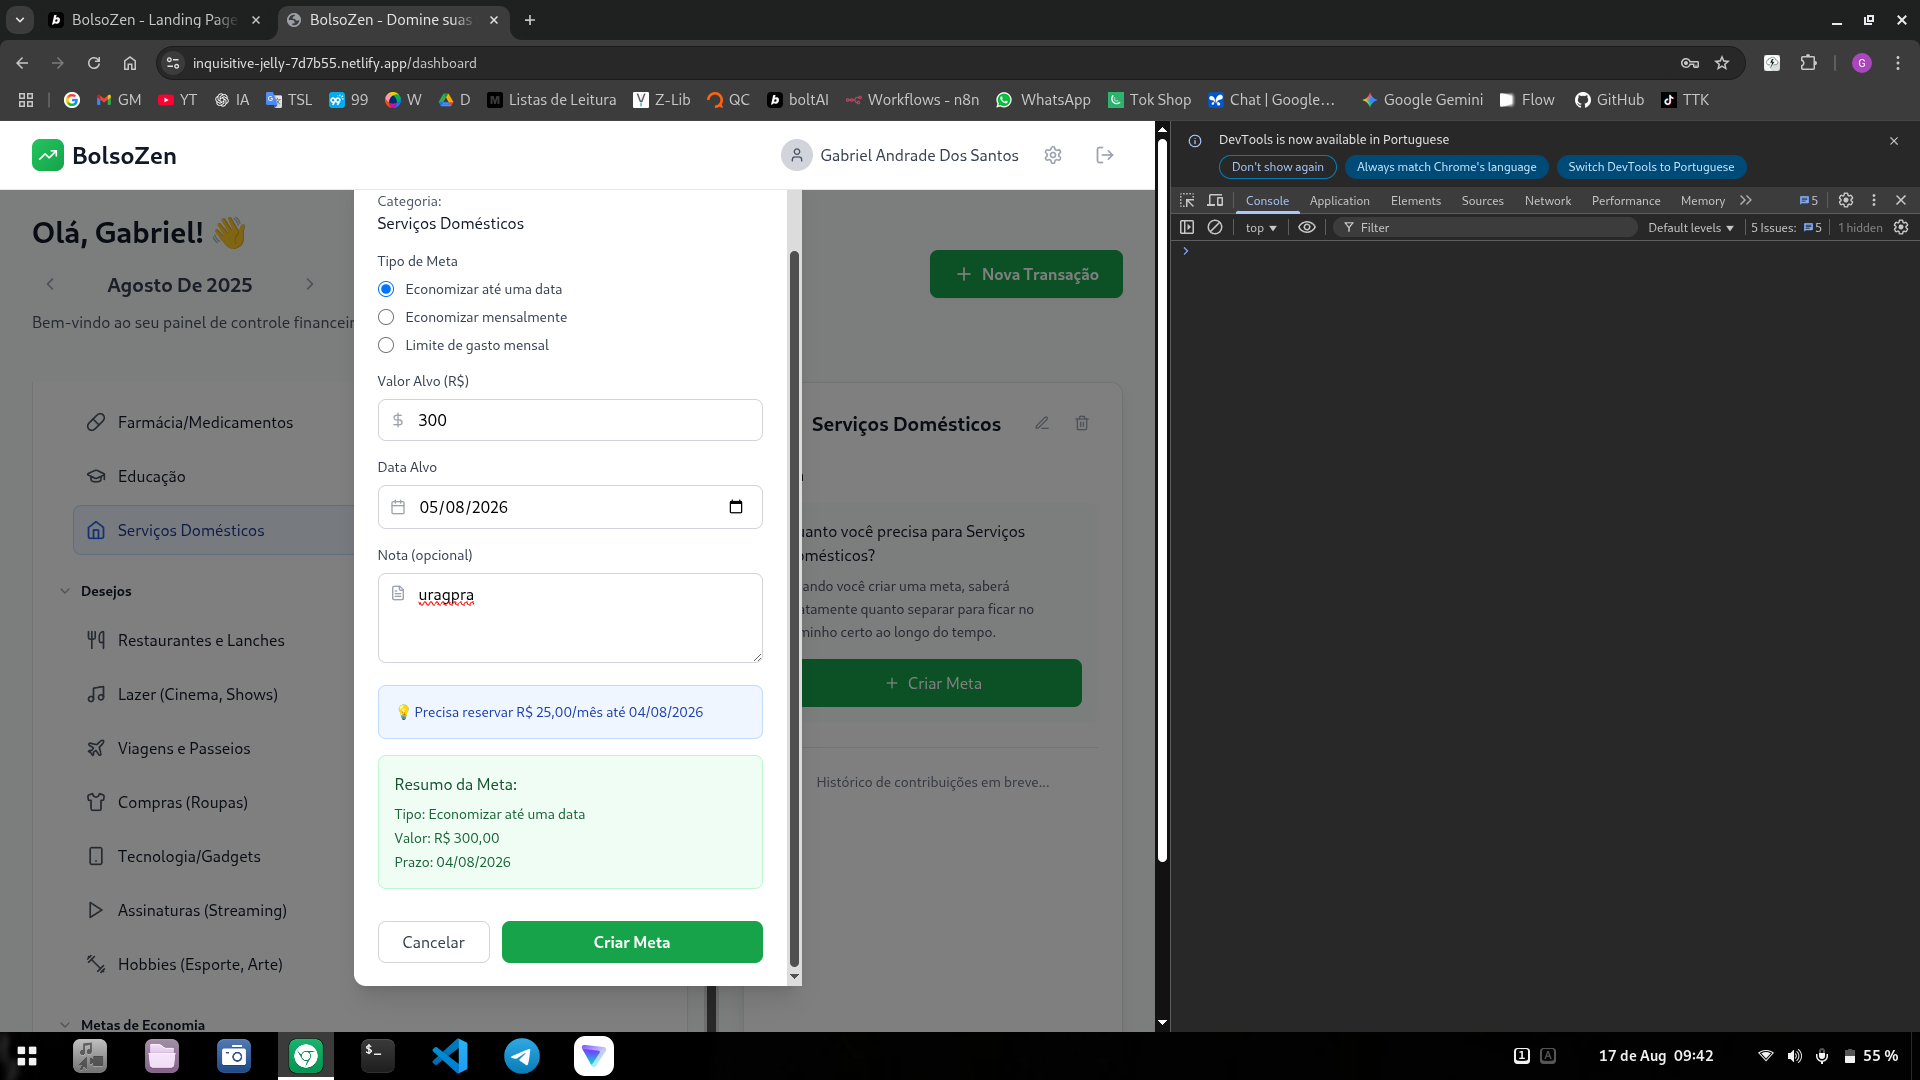 BolsoZen - Landing Page
BolsoZen - Domine suas
inquisitive-jelly-7d7b55.netlify.app/dashboard
G
GM
YT
IA
TSL
99
W
D
Listas de Leitura
Z-Lib
QC
boltAI
Workflows - n8n
WhatsApp
Tok Shop
Chat | Google...
Google Gemini
Flow
GitHub
TTK
BolsoZen
Gabriel Andrade Dos Santos
Olá, Gabriel! 👋
Agosto De 2025
Bem-vindo ao seu painel de controle financeir
Nova Transação
Farmácia/Medicamentos
Educação
Serviços Domésticos
Desejos
Restaurantes e Lanches
Lazer (Cinema, Shows)
Viagens e Passeios
Compras (Roupas)
Tecnologia/Gadgets
Assinaturas (Streaming)
Hobbies (Esporte, Arte)
Metas de Economia
Categoria:
Serviços Domésticos
Tipo de Meta
Economizar até uma data
Economizar mensalmente
Limite de gasto mensal
Valor Alvo (R$)
$ 300
Data Alvo
05/08/2026
Nota (opcional)
uraqpra
💡 Precisa reservar R$ 25,00/mês até 04/08/2026
Resumo da Meta:
Tipo: Economizar até uma data
Valor: R$ 300,00
Prazo: 04/08/2026
Cancelar
Criar Meta
Serviços Domésticos
uanto você precisa para Serviços
omésticos?
ando você criar uma meta, saberá
atamente quanto separar para ficar no
minho certo ao longo do tempo.
+ Criar Meta
Histórico de contribuições em breve...
DevTools is now available in Portuguese
Don't show again
Always match Chrome's language
Switch DevTools to Portuguese
Console
Application
Elements
Sources
Network
Performance
Memory
5
top
Filter
Default levels
5 Issues:
5
1 hidden
1
A
17 de Aug 09:42
55 %